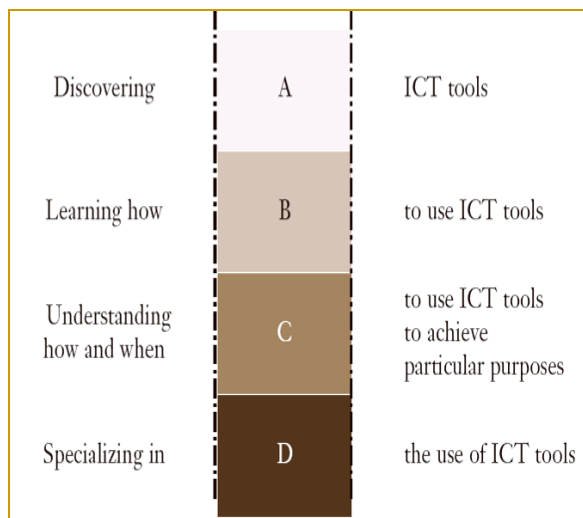 Discovering A ICT tools
Learning how B to use ICT tools
Understanding
how and when
C
to use ICT tools
to achieve
particular purposes
Specializing in D the use of ICT tools